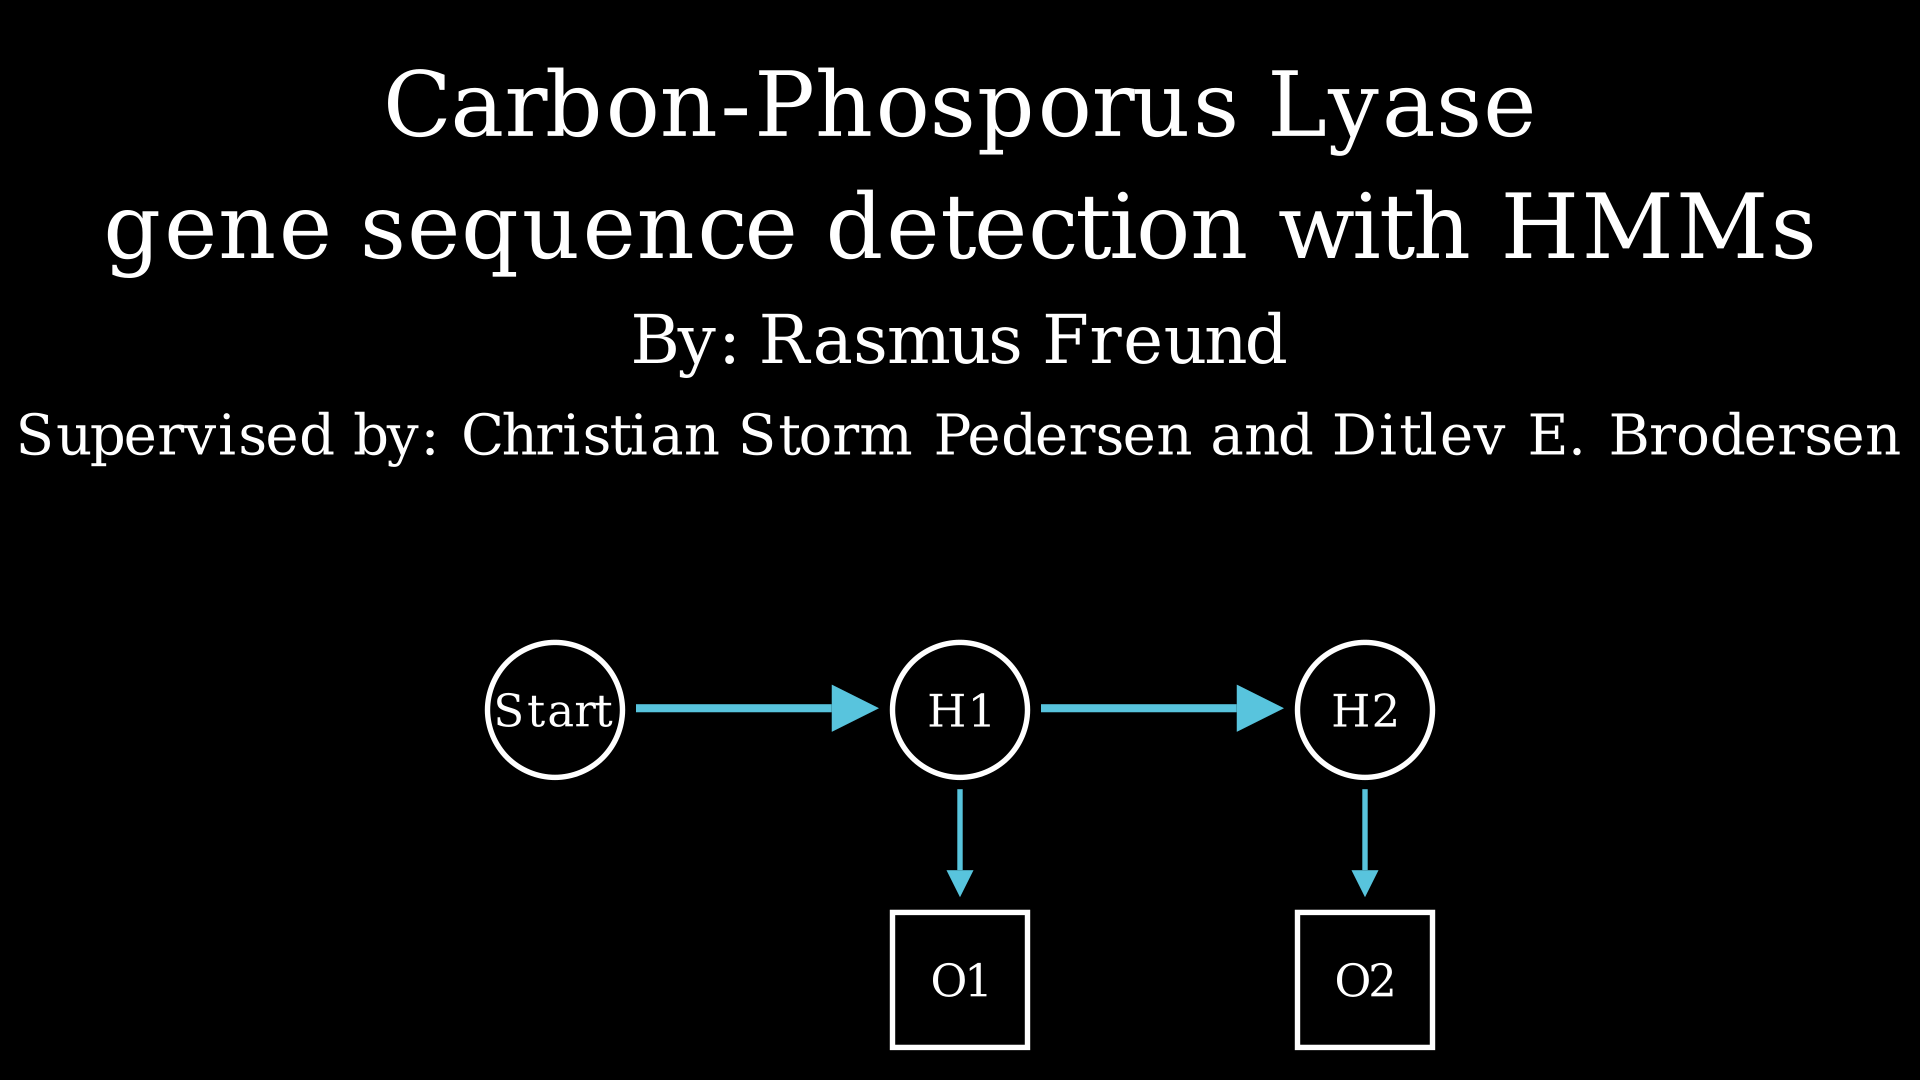 Carbon-Phosporus Lyase
gene sequence detection with HMMs
By: Rasmus Freund
Supervised by: Christian Storm Pedersen and Ditlev E. Brodersen
Start
H1
H2
O1
O2